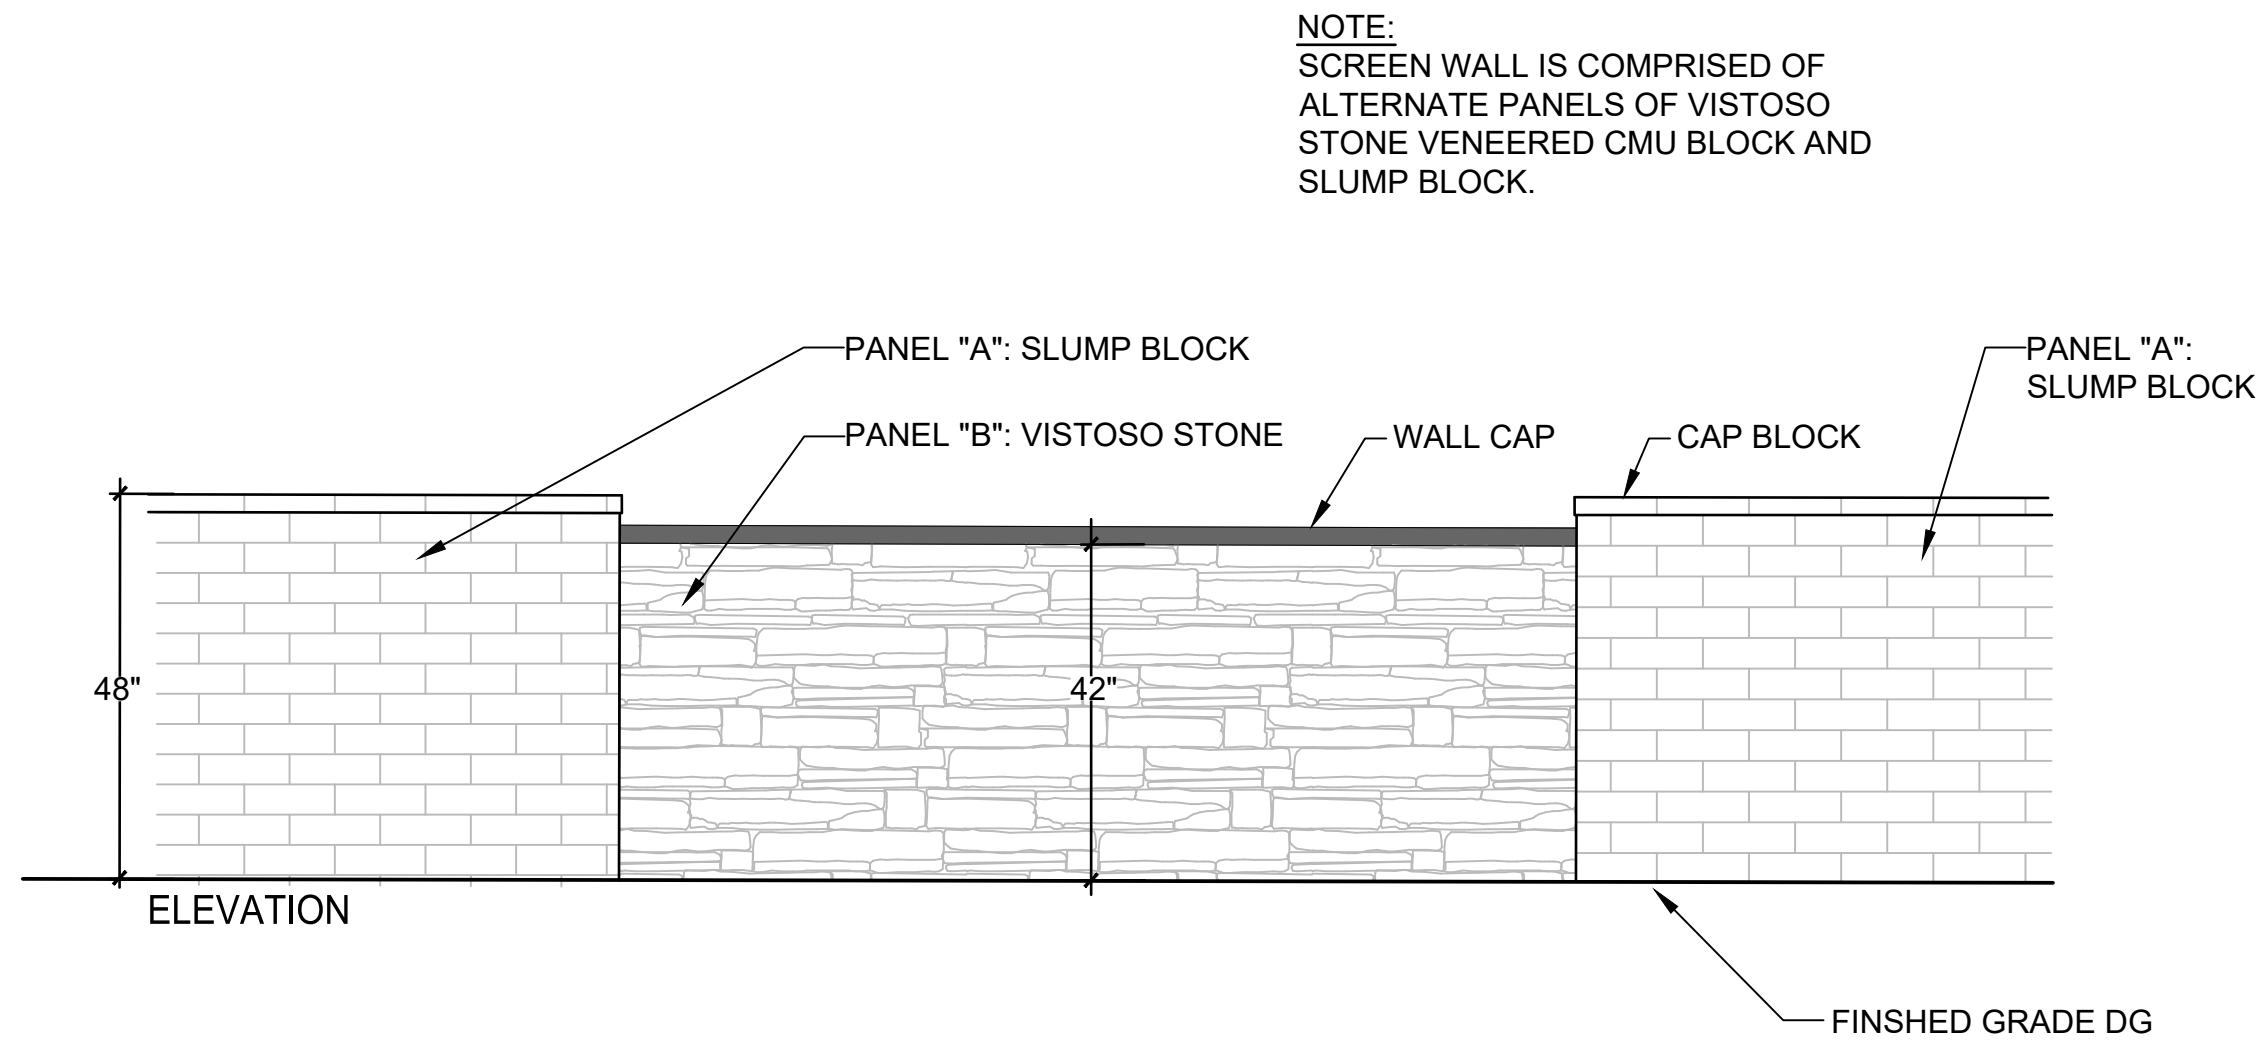 NOTE:
SCREEN WALL IS COMPRISED OF
ALTERNATE PANELS OF VISTOSO
STONE VENEERED CMU BLOCK AND
SLUMP BLOCK.
PANEL "A": SLUMP BLOCK
PANEL "A":
SLUMP BLOCK
PANEL "B": VISTOSO STONE
WALL CAP
CAP BLOCK
48"
42"
ELEVATION
FINSHED GRADE DG